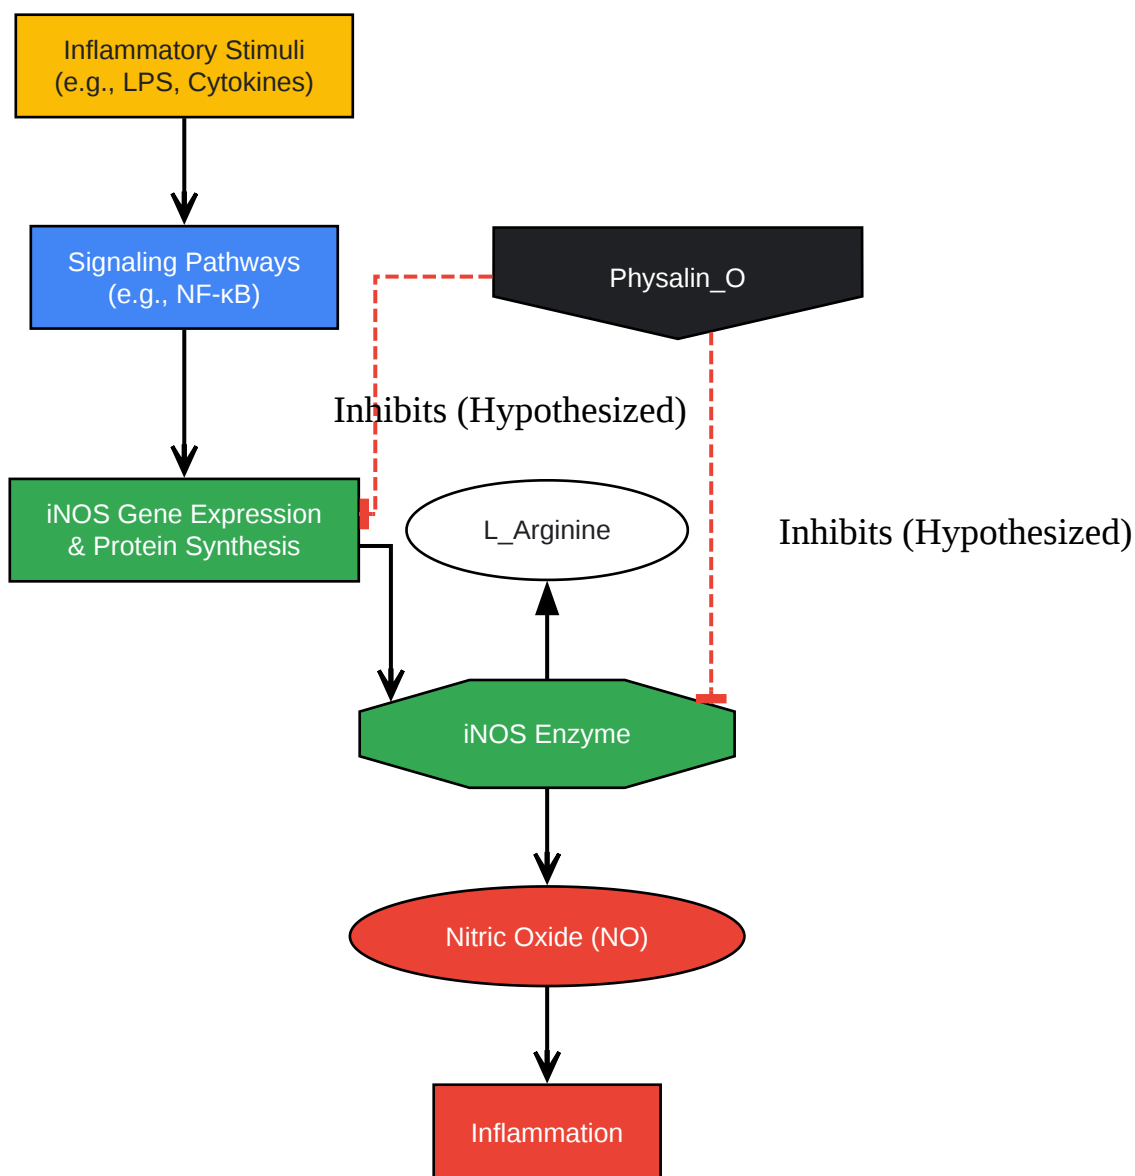 Inflammatory Stimuli
(e.g., LPS, Cytokines)
Signaling Pathways
(e.g., NF-κB)
Physalin_O
Inhibits (Hypothesized)
iNOS Gene Expression
& Protein Synthesis
L_Arginine
Inhibits (Hypothesized)
iNOS Enzyme
Nitric Oxide (NO)
Inflammation